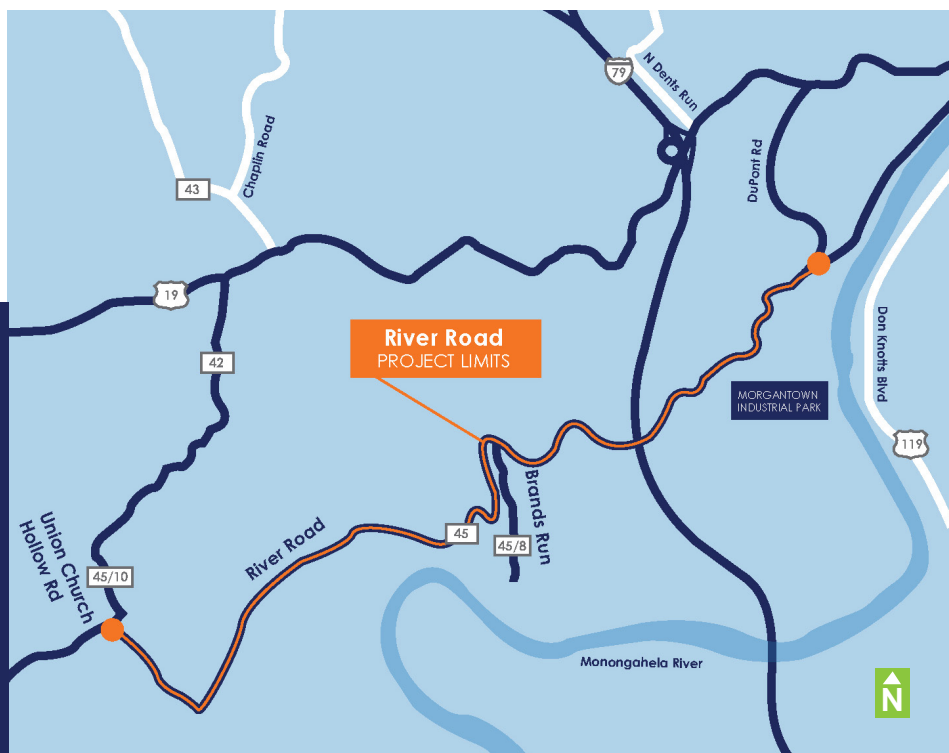 79
N Dents Run
Chaplin Road
43
DuPont Rd
19
42
River Road
PROJECT LIMITS
Don Knotts Blvd
MORGANTOWN
INDUSTRIAL PARK
119
Brands Run
45
45/8
River Road
Union Church
Hollow Rd
45/10
Monongahela River
N